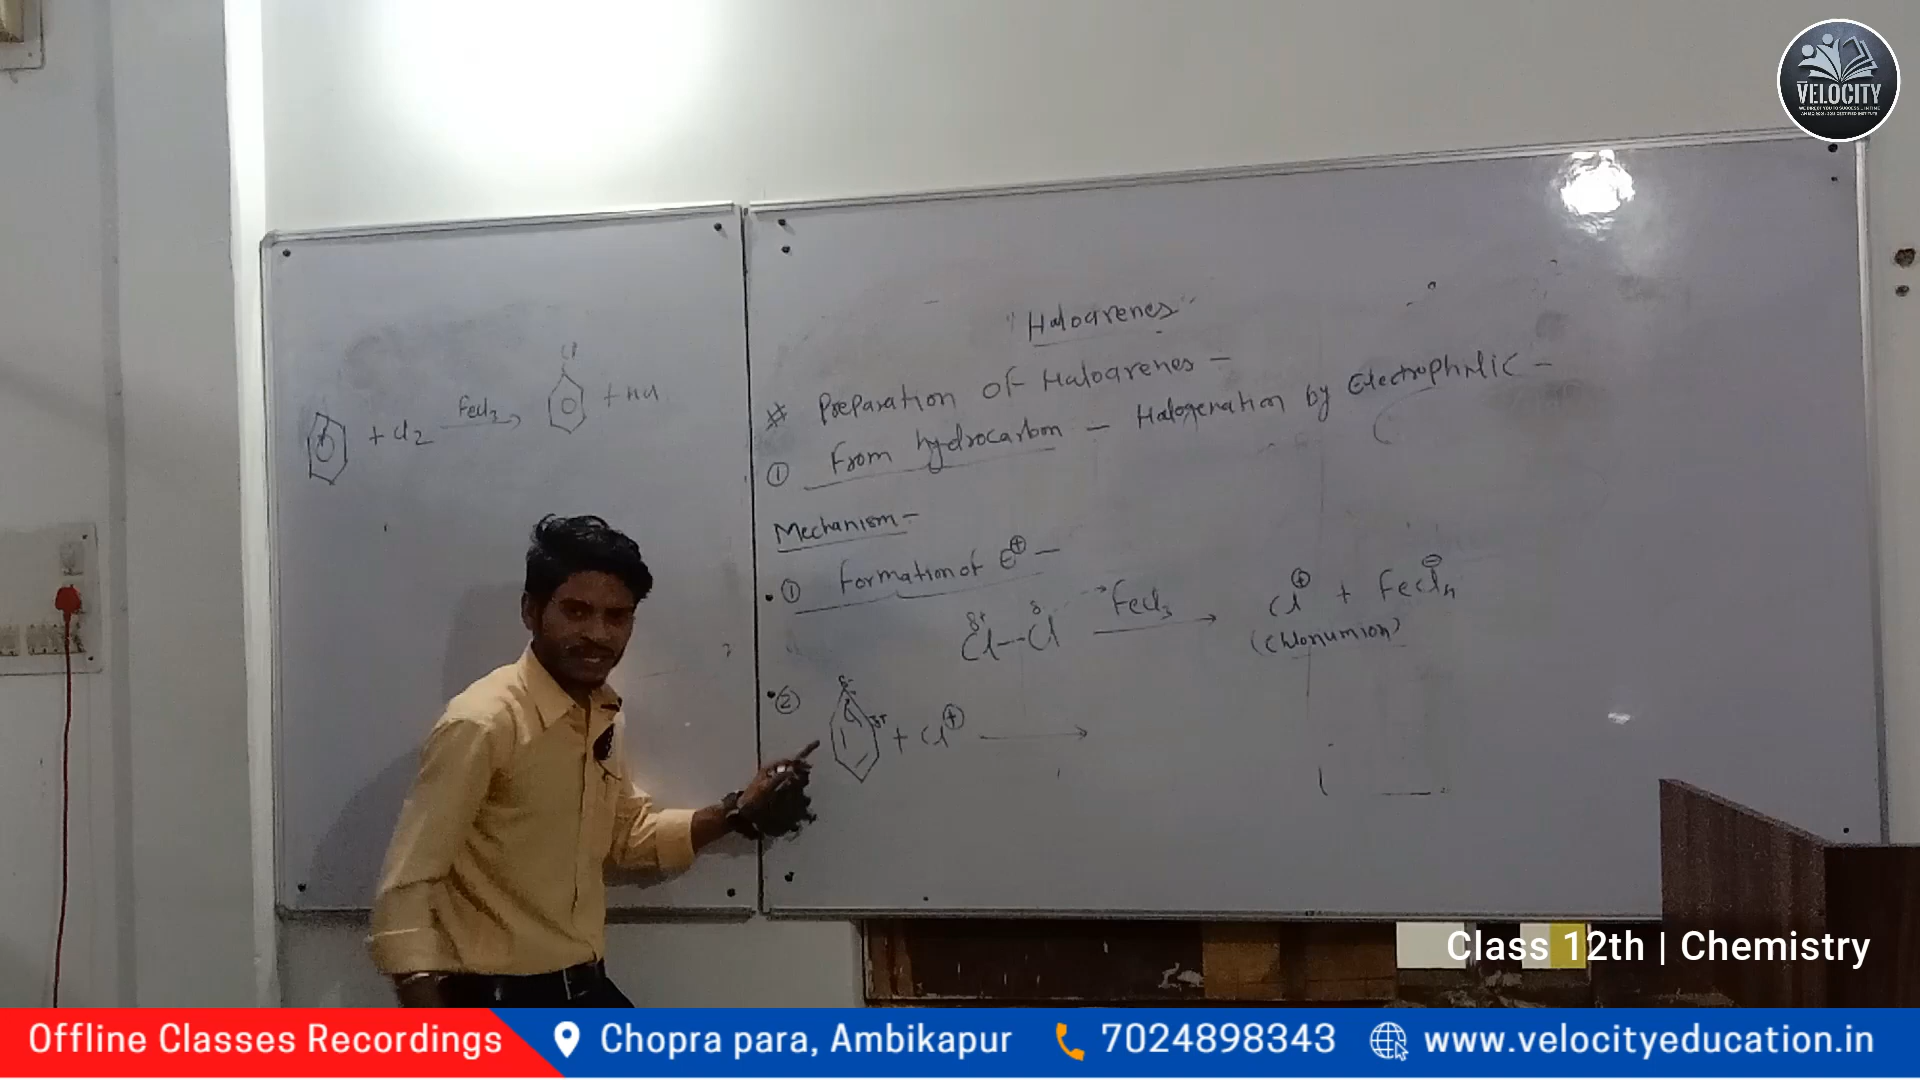 VELOCITY
"Haloarenes"
# Preparation of Haloarenes -
① From hydrocarbon - Halogenation by Electrophilic -
+ Cl2 FeCl3 → Cl + HCl
Mechanism -
① Formation of E⊕ -
δ+ Cl—Cl δ FeCl3 → Cl⊕ + FeCl4⊖
(Chloronumion)
② + Cl⊕ →
Class 12th | Chemistry
Offline Classes Recordings
Chopra para, Ambikapur
7024898343
www.velocityeducation.in